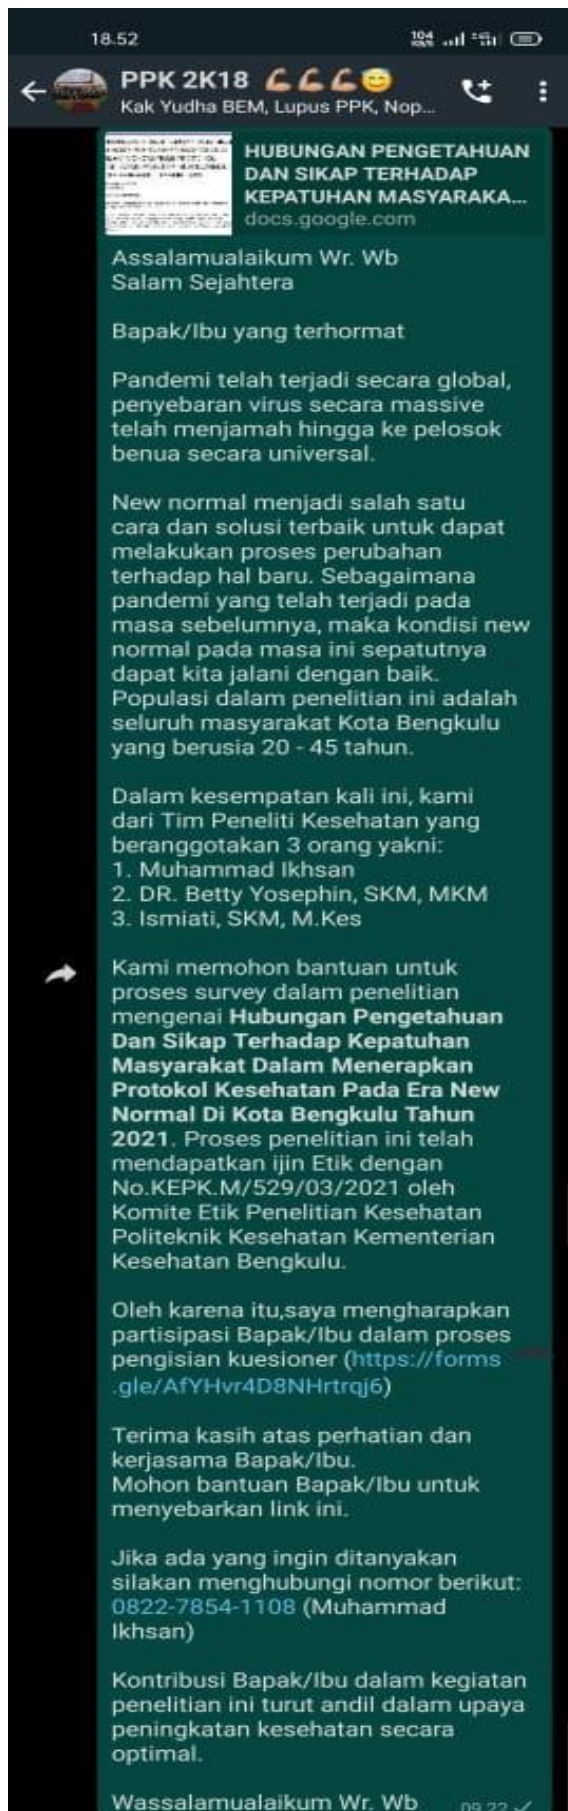 18.52
104 KB/S
PPK 2K18 💪💪💪😇
Kak Yudha BEM, Lupus PPK, Nop...
HUBUNGAN PENGETAHUAN
DAN SIKAP TERHADAP
KEPATUHAN MASYARAKA...
docs.google.com
Assalamualaikum Wr. Wb
Salam Sejahtera
Bapak/Ibu yang terhormat
Pandemi telah terjadi secara global,
penyebaran virus secara massive
telah menjamah hingga ke pelosok
benua secara universal.
New normal menjadi salah satu
cara dan solusi terbaik untuk dapat
melakukan proses perubahan
terhadap hal baru. Sebagaimana
pandemi yang telah terjadi pada
masa sebelumnya, maka kondisi new
normal pada masa ini sepatutnya
dapat kita jalani dengan baik.
Populasi dalam penelitian ini adalah
seluruh masyarakat Kota Bengkulu
yang berusia 20 - 45 tahun.
Dalam kesempatan kali ini, kami
dari Tim Peneliti Kesehatan yang
beranggotakan 3 orang yakni:
1. Muhammad Ikhsan
2. DR. Betty Yosephin, SKM, MKM
3. Ismiati, SKM, M.Kes
Kami memohon bantuan untuk
proses survey dalam penelitian
mengenai Hubungan Pengetahuan
Dan Sikap Terhadap Kepatuhan
Masyarakat Dalam Menerapkan
Protokol Kesehatan Pada Era New
Normal Di Kota Bengkulu Tahun
2021. Proses penelitian ini telah
mendapatkan ijin Etik dengan
No.KEPK.M/529/03/2021 oleh
Komite Etik Penelitian Kesehatan
Politeknik Kesehatan Kementerian
Kesehatan Bengkulu.
Oleh karena itu,saya mengharapkan
partisipasi Bapak/Ibu dalam proses
pengisian kuesioner (https://forms
.gle/AfYHvr4D8NHrtrqj6)
Terima kasih atas perhatian dan
kerjasama Bapak/Ibu.
Mohon bantuan Bapak/Ibu untuk
menyebarkan link ini.
Jika ada yang ingin ditanyakan
silakan menghubungi nomor berikut:
0822-7854-1108 (Muhammad
Ikhsan)
Kontribusi Bapak/Ibu dalam kegiatan
penelitian ini turut andil dalam upaya
peningkatan kesehatan secara
optimal.
Wassalamualaikum Wr. Wb